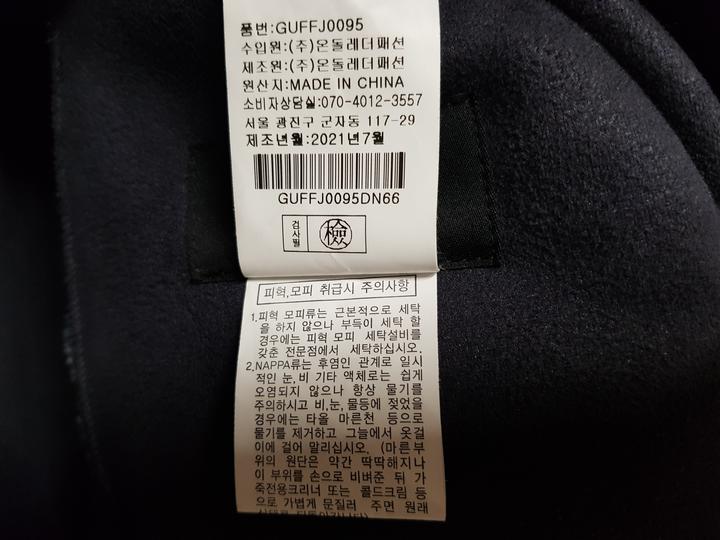 품번:GUFFJ0095
수입원:(주)온돌레더패션
제조원:(주)온돌레더패션
원산지:MADE IN CHINA
소비자상담실:070-4012-3557
서울 광진구 군자동 117-29
제조년월:2021년7월
GUFFJ0095DN66
검사필 檢
피혁,모피 취급시 주의사항
1.피혁 모피류는 근본적으로 세탁
을 하지 않으나 부득이 세탁 할
경우에는 피혁 모피 세탁설비를
갖춘 전문점에서 세탁하십시오.
2.NAPPA류는 후염인 관계로 일시
적인 눈,비 기타 액체로는 쉽게
오염되지 않으나 항상 물기를
주의하시고 비,눈,물등에 젖었을
경우에는 타올 마른천 등으로
물기를 제거하고 그늘에서 옷걸
이에 걸어 말리십시오. (마른부
위의 원단은 약간 딱딱해지나
이 부위를 손으로 비벼준 뒤 가
죽전용크리너 또는 콜드크림 등
으로 가볍게 문질러 주면 원래